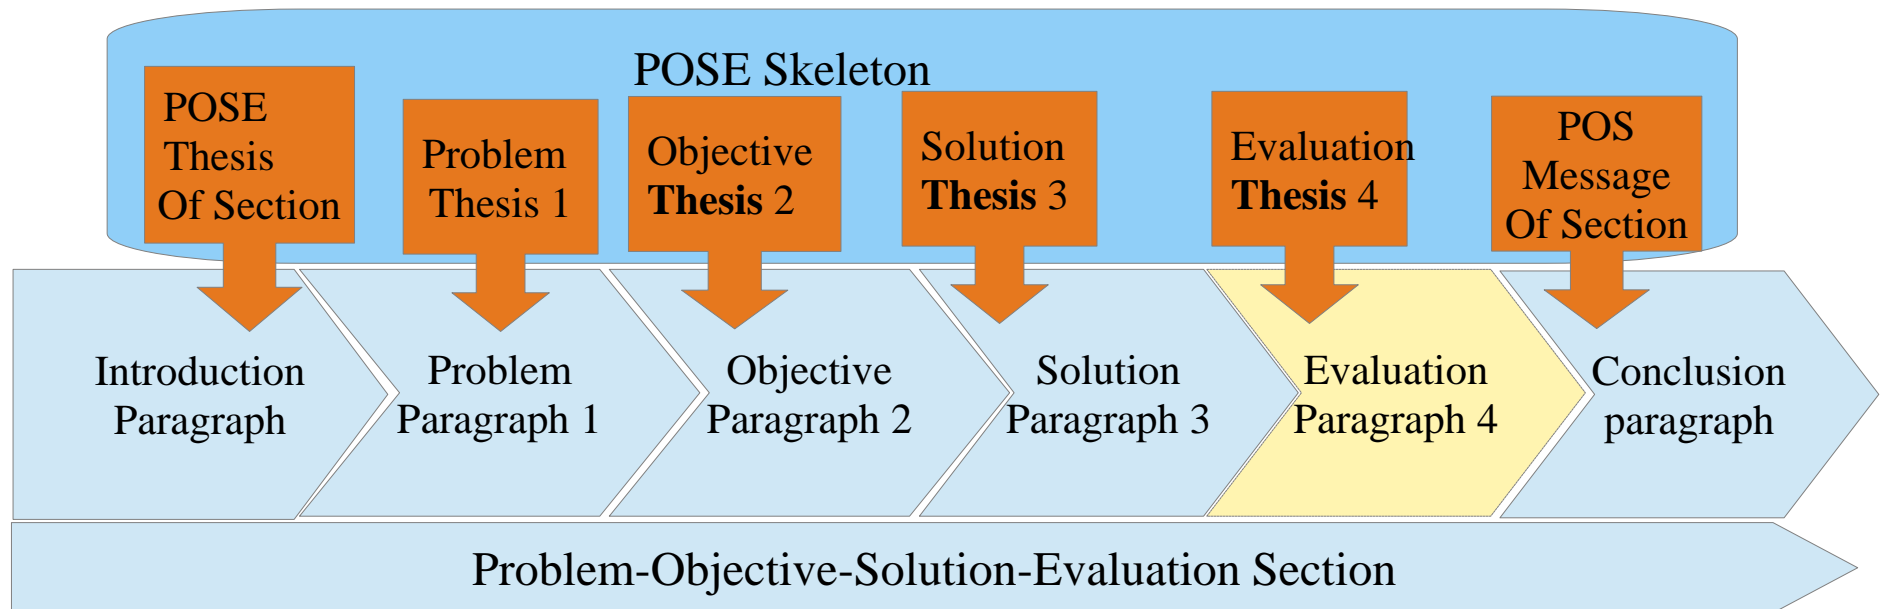 POSE Skeleton
POSE
Thesis
Of Section
Problem
Thesis 1
Objective
Thesis 2
Solution
Thesis 3
Evaluation
Thesis 4
POS
Message
Of Section
Introduction
Paragraph
Problem
Paragraph 1
Objective
Paragraph 2
Solution
Paragraph 3
Evaluation
Paragraph 4
Conclusion
paragraph
Problem-Objective-Solution-Evaluation Section